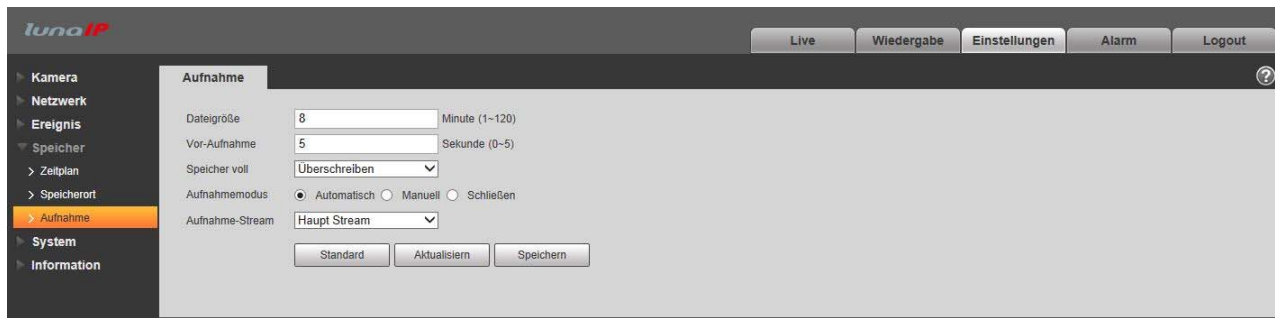 lunaIP
Live Wiedergabe Einstellungen Alarm Logout
Kamera
Netzwerk
Ereignis
Speicher
> Zeitplan
> Speicherort
> Aufnahme
System
Information
Aufnahme
?
Dateigröße 8 Minute (1~120)
Vor-Aufnahme 5 Sekunde (0~5)
Speicher voll Überschreiben
Aufnahmemodus Automatisch Manuell Schließen
Aufnahme-Stream Haupt Stream
Standard Aktualisiern Speichern